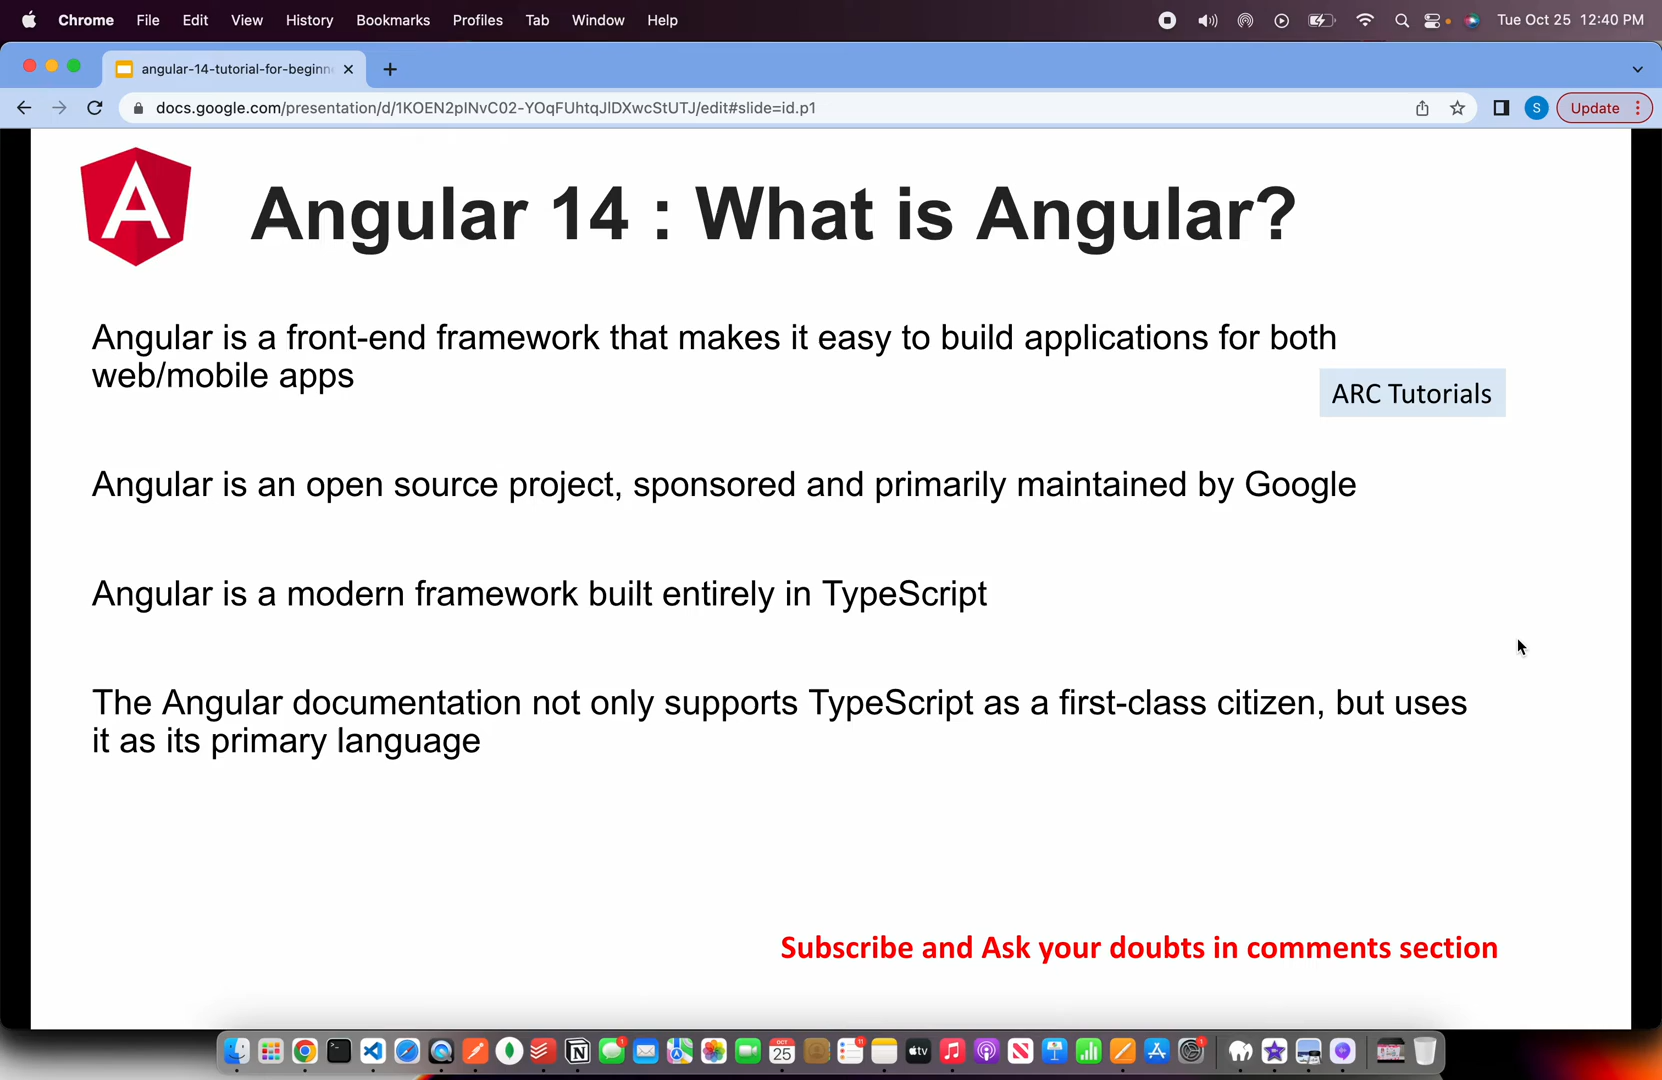 Chrome File Edit View History Bookmarks Profiles Tab Window Help Tue Oct 25 12:40 PM
angular-14-tutorial-for-beginn
docs.google.com/presentation/d/1KOEN2pINvC02-YOqFUhtqJlDXwcStUTJ/edit#slide=id.p1 S Update
Angular 14 : What is Angular?
Angular is a front-end framework that makes it easy to build applications for both
web/mobile apps
ARC Tutorials
Angular is an open source project, sponsored and primarily maintained by Google
Angular is a modern framework built entirely in TypeScript
The Angular documentation not only supports TypeScript as a first-class citizen, but uses
it as its primary language
Subscribe and Ask your doubts in comments section
OCT
25
tv